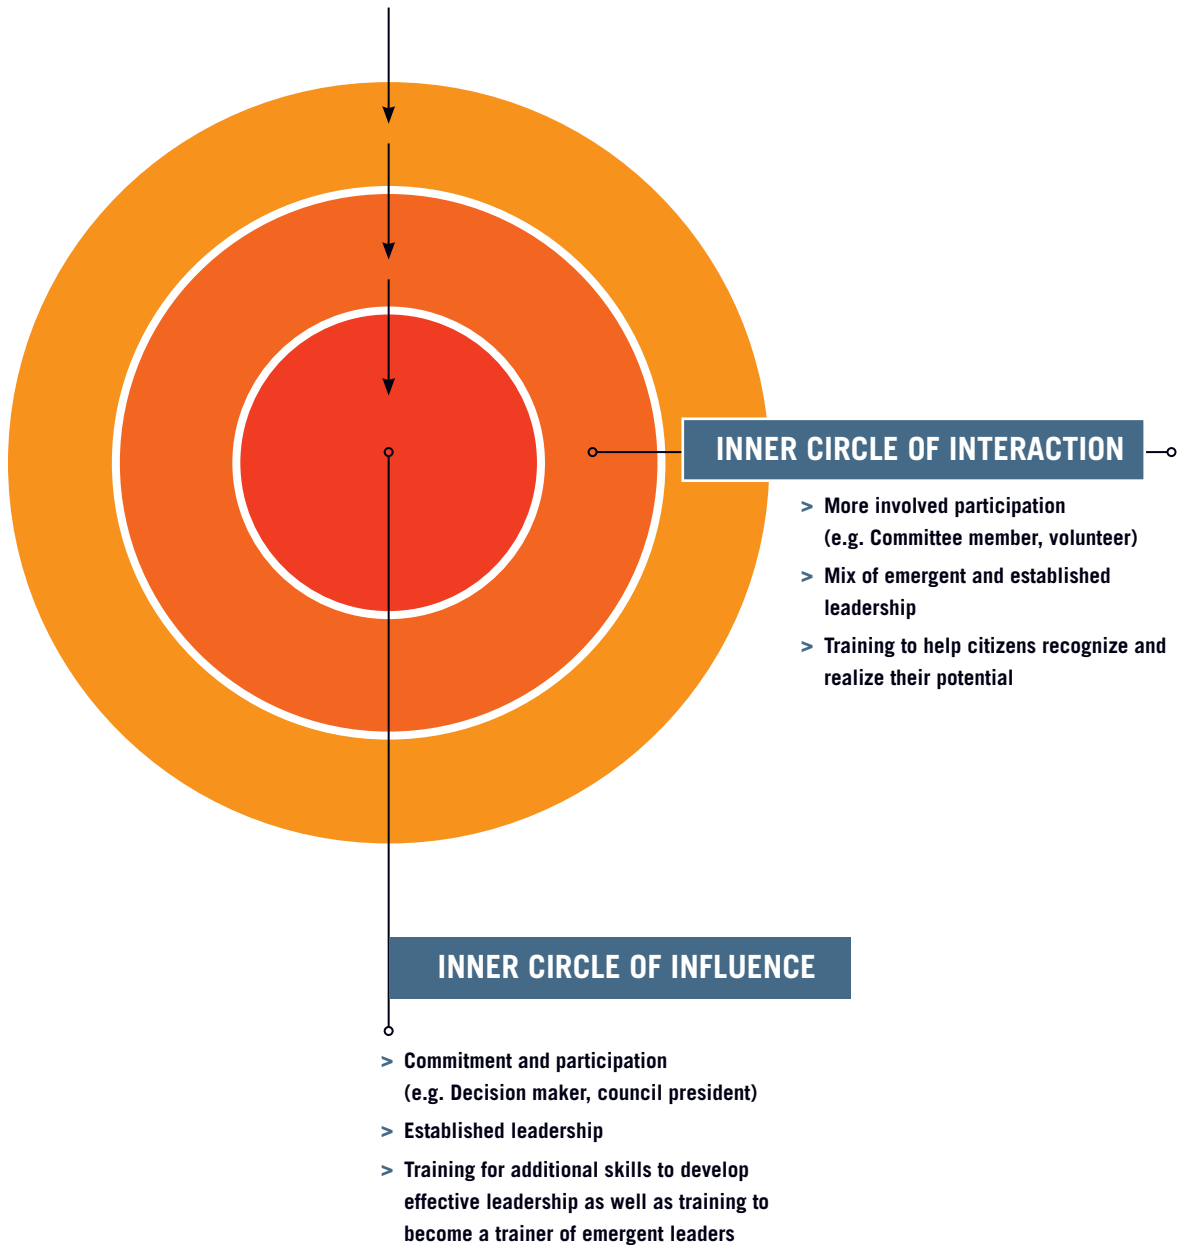 INNER CIRCLE OF INTERACTION
> More involved participation
(e.g. Committee member, volunteer)
> Mix of emergent and established
leadership
> Training to help citizens recognize and
realize their potential
INNER CIRCLE OF INFLUENCE
> Commitment and participation
(e.g. Decision maker, council president)
> Established leadership
> Training for additional skills to develop
effective leadership as well as training to
become a trainer of emergent leaders